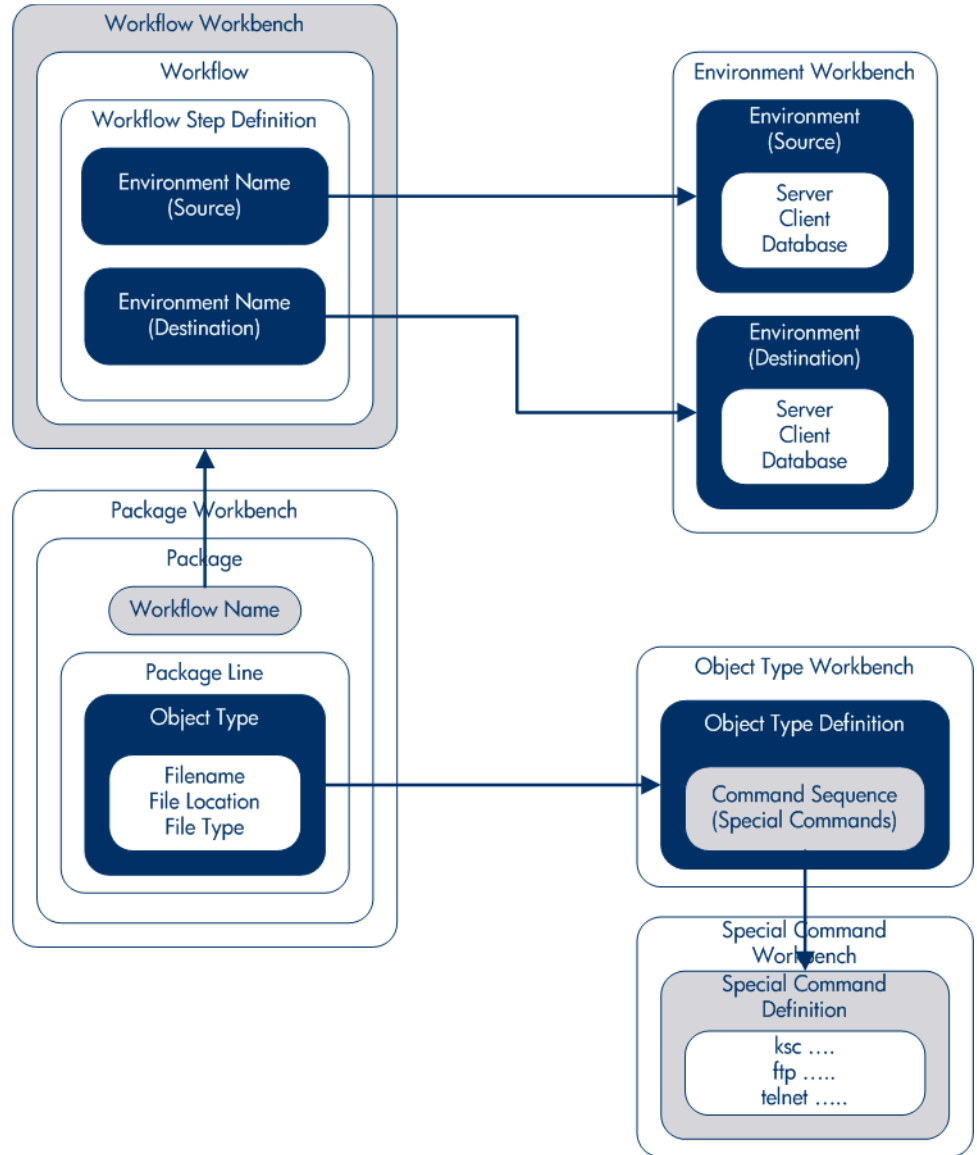 Workflow Workbench
Workflow
Workflow Step Definition
Environment Name
(Source)
Environment Name
(Destination)
Environment Workbench
Environment
(Source)
Server
Client
Database
Environment
(Destination)
Server
Client
Database
Package Workbench
Package
Workflow Name
Package Line
Object Type
Filename
File Location
File Type
Object Type Workbench
Object Type Definition
Command Sequence
(Special Commands)
Special Command
Workbench
Special Command
Definition
ksc ....
ftp .....
telnet .....